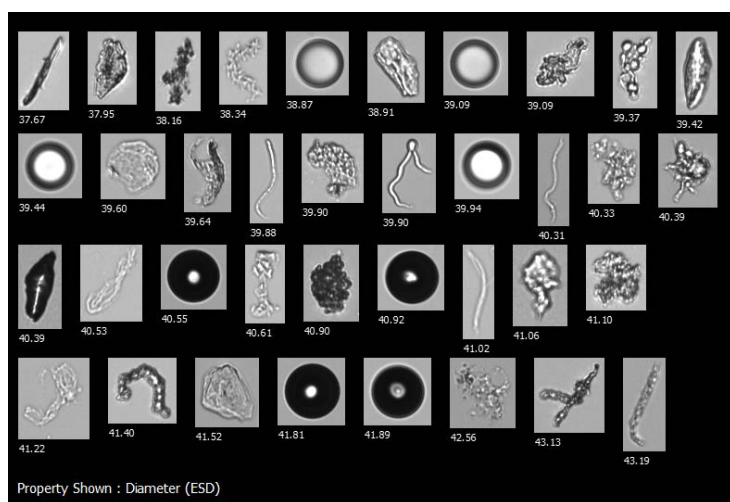 37.67 37.95 38.16 38.34 38.87 38.91 39.09 39.09 39.37 39.42
39.44 39.60 39.64 39.88 39.90 39.90 39.94 40.31 40.33 40.39
40.39 40.53 40.55 40.61 40.90 40.92 41.02 41.06 41.10
41.22 41.40 41.52 41.81 41.89 42.56 43.13 43.19
Property Shown : Diameter (ESD)